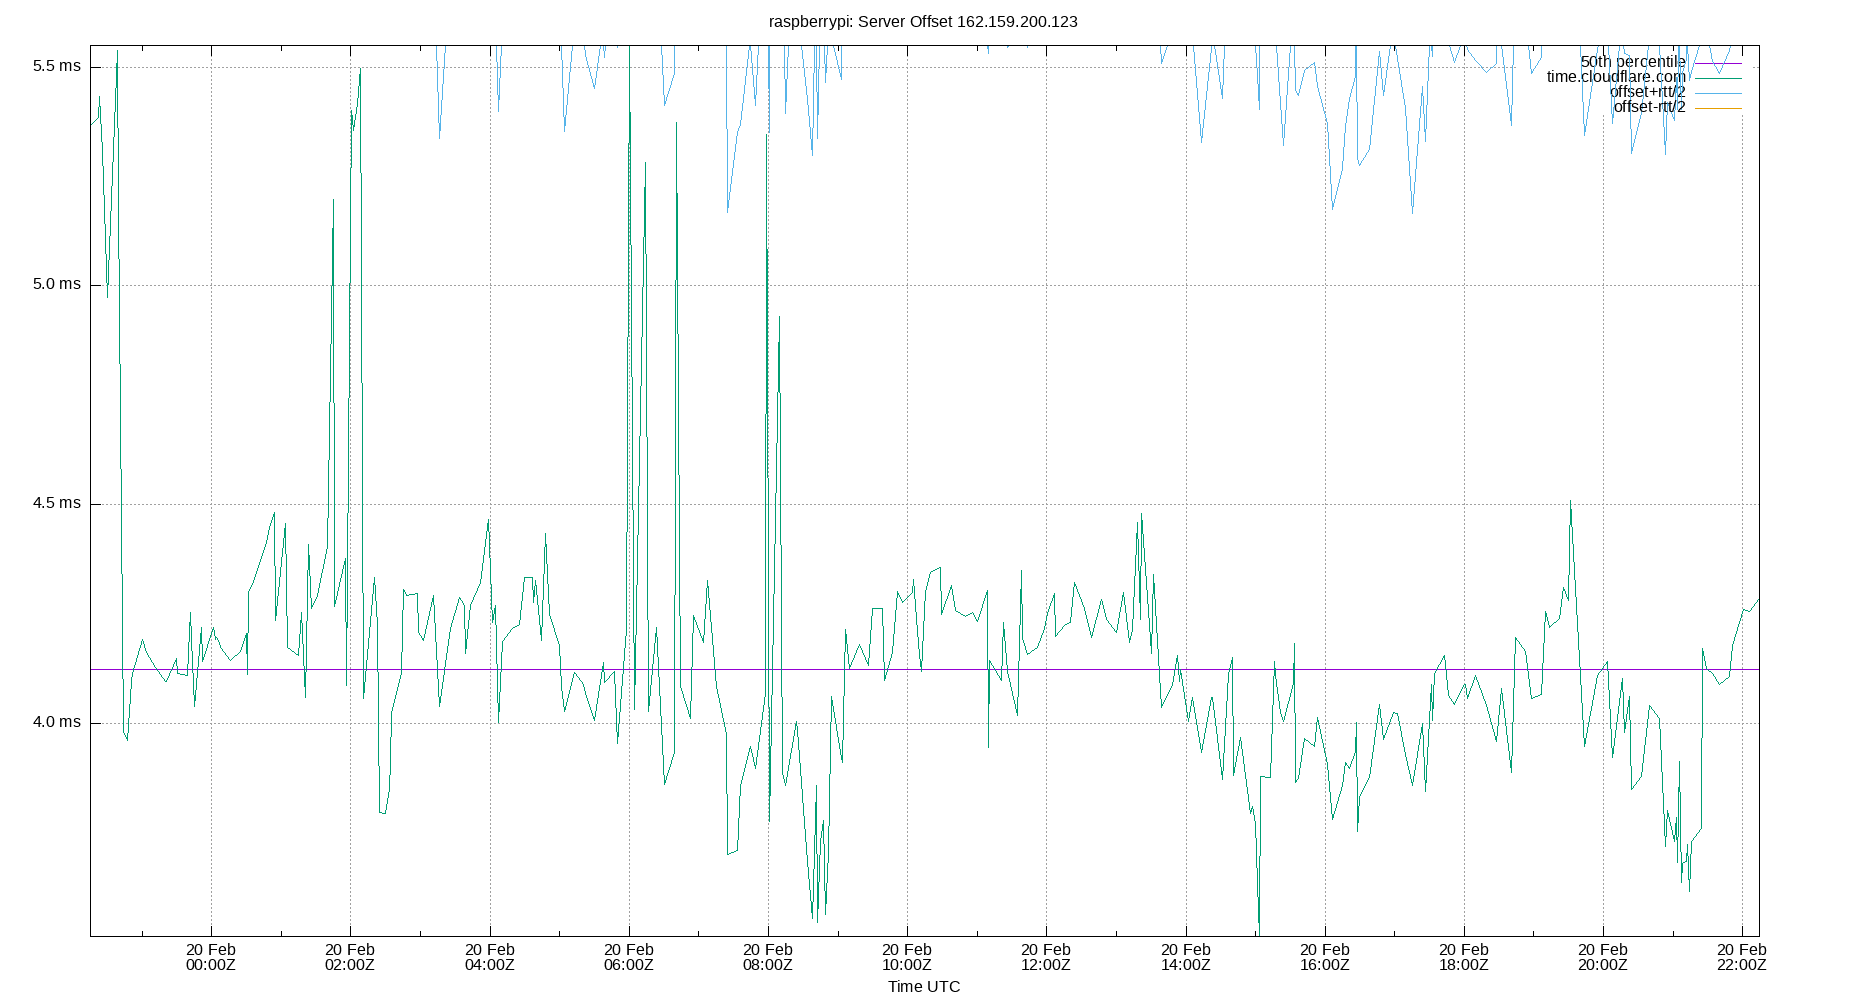 raspberrypi: Server Offset 162.159.200.123
5.5 ms
5.0 ms
4.5 ms
4.0 ms
50th percentile
time.cloudflare.com
offset+rtt/2
offset-rtt/2
20 Feb 20 Feb 20 Feb 20 Feb 20 Feb 20 Feb 20 Feb 20 Feb 20 Feb 20 Feb 20 Feb 20 Feb
00:00Z 02:00Z 04:00Z 06:00Z 08:00Z 10:00Z 12:00Z 14:00Z 16:00Z 18:00Z 20:00Z 22:00Z
Time UTC